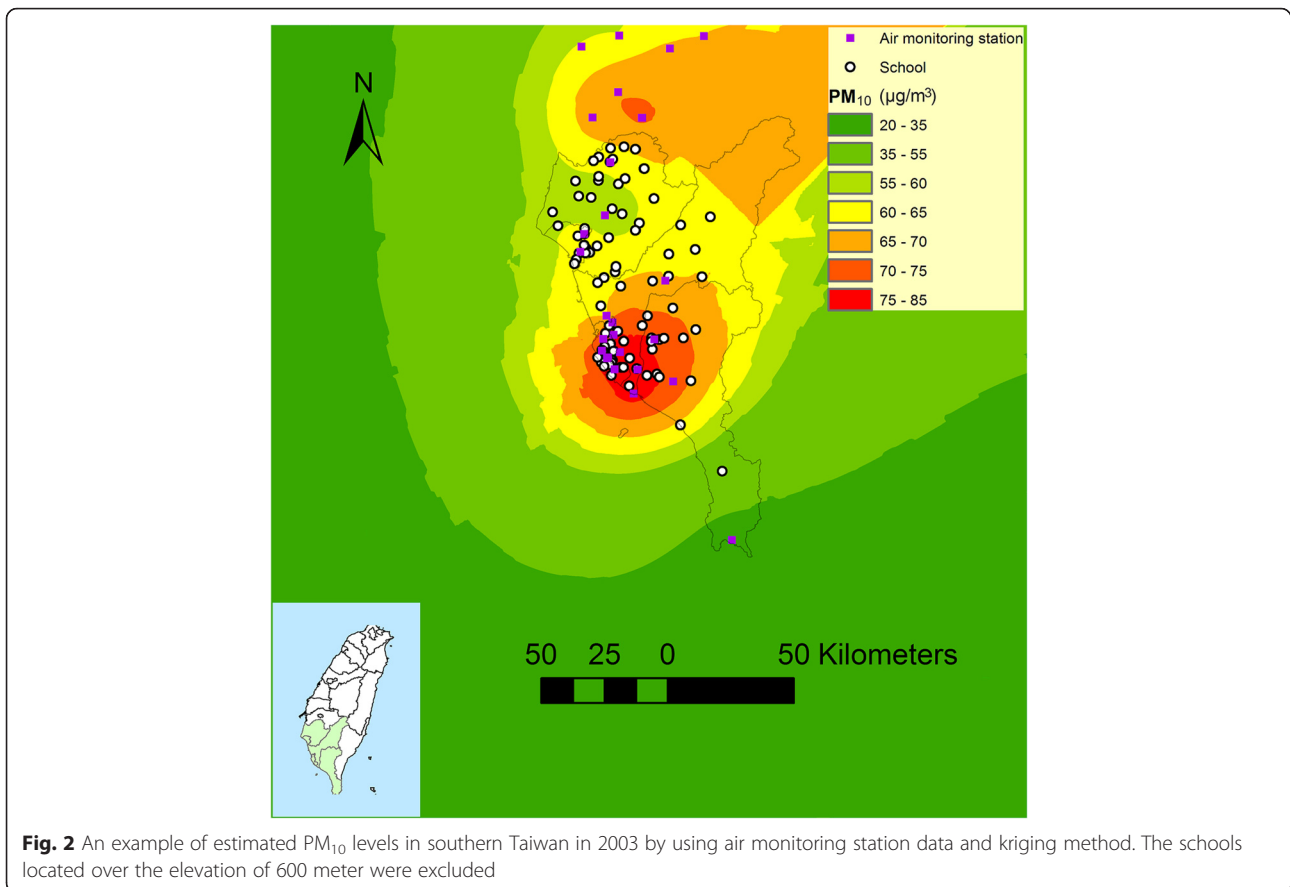 N
Air monitoring station
School
PM₁₀ (µg/m³)
20 - 35
35 - 55
55 - 60
60 - 65
65 - 70
70 - 75
75 - 85
50 25 0 50 Kilometers
Fig. 2 An example of estimated PM₁₀ levels in southern Taiwan in 2003 by using air monitoring station data and kriging method. The schools
located over the elevation of 600 meter were excluded